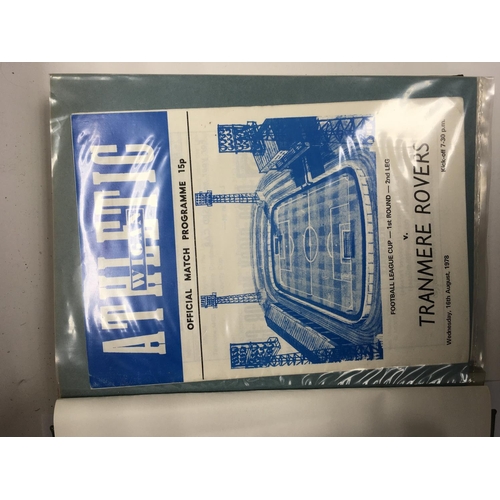 ATHLETIC
WIGAN
OFFICIAL MATCH PROGRAMME 15p
FOOTBALL LEAGUE CUP — 1st ROUND — 2nd LEG
v.
TRANMERE ROVERS
Wednesday, 16th August, 1978
Kick-off 7-30 p.m.